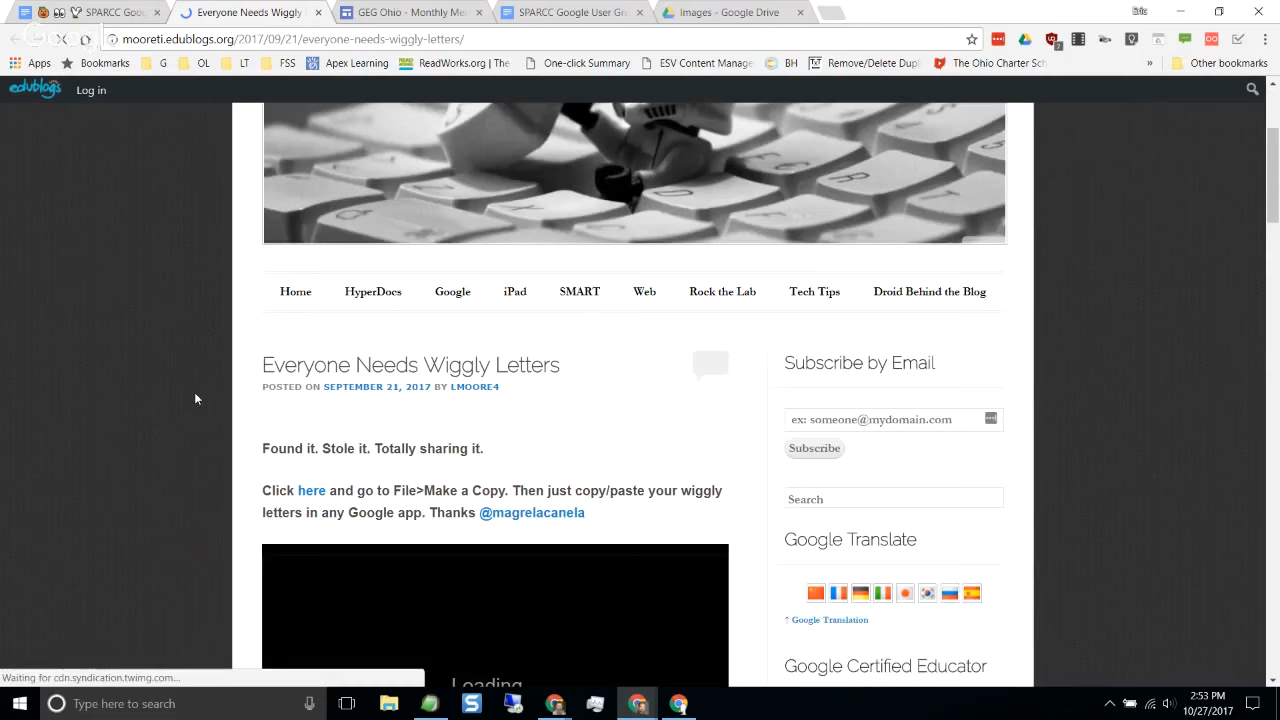 SPARCC Goog
Everyone Needs Wiggly
GEG Ohio - Monthly Mee
SPARCC Google User Gro
Images - Google Drive
mooreti.edublogs.org/2017/09/21/everyone-needs-wiggly-letters/
7
Apps Bookmarks G OL LT FSS Apex Learning ReadWorks.org | The One-click Summary ESV Content Manage BH Remove/Delete Dupl The Ohio Charter Sch » Other bookmarks
edublogs Log in
Home HyperDocs Google iPad SMART Web Rock the Lab Tech Tips Droid Behind the Blog
Everyone Needs Wiggly Letters
POSTED ON SEPTEMBER 21, 2017 BY LMOORE4
Found it. Stole it. Totally sharing it.
Click here and go to File>Make a Copy. Then just copy/paste your wiggly
letters in any Google app. Thanks @magrelacanela
Loading
Subscribe by Email
ex: someone@mydomain.com
Subscribe
Search
Google Translate
↑ Google Translation
Google Certified Educator
Waiting for cdn.syndication.twimg.com...
Type here to search
2:53 PM
10/27/2017